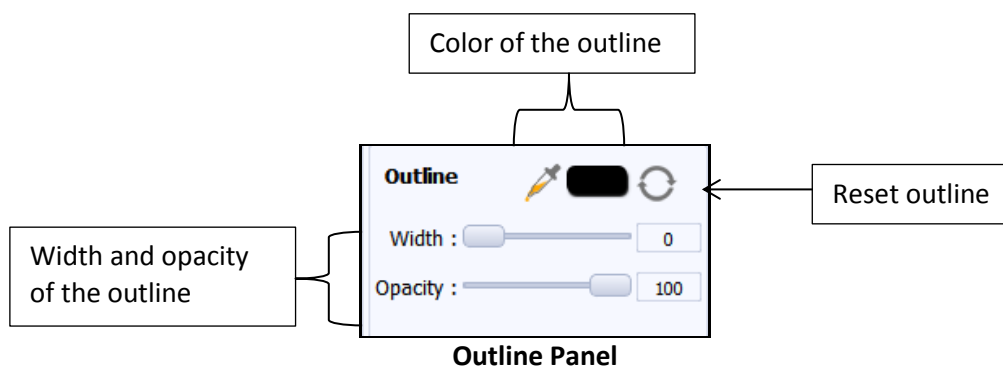 Color of the outline
Outline
Reset outline
Width : 0
Width and opacity
of the outline
Opacity : 100
Outline Panel